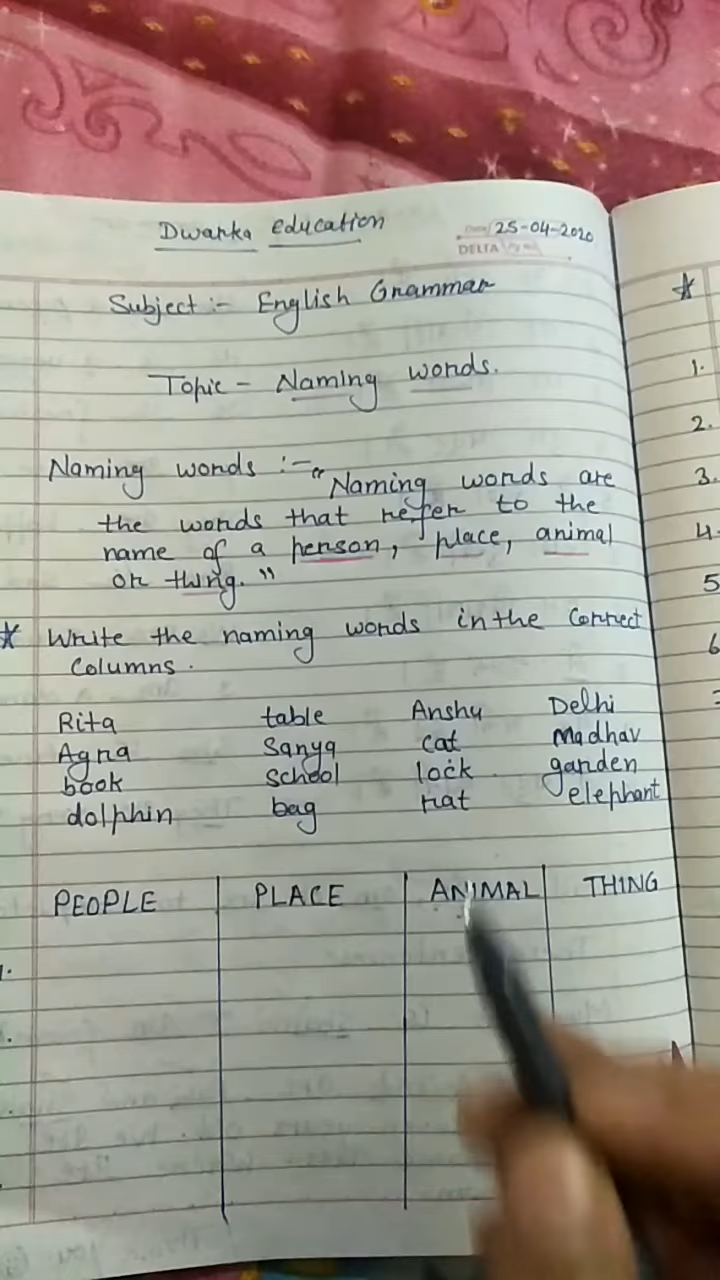 Dwarka education
25-04-2020
DELTA
Subject :- English Grammar
Topic - Naming words.
Naming words :- "Naming words are
the words that refer to the
name of a person, place, animal
or thing."
* Write the naming words in the correct
columns.
Rita table Anshu Delhi
Agra Sanya cat Madhav
book school lock garden
dolphin bag rat elephant
PEOPLE PLACE ANIMAL THING
*
1.
2.
3.
4.
5
6